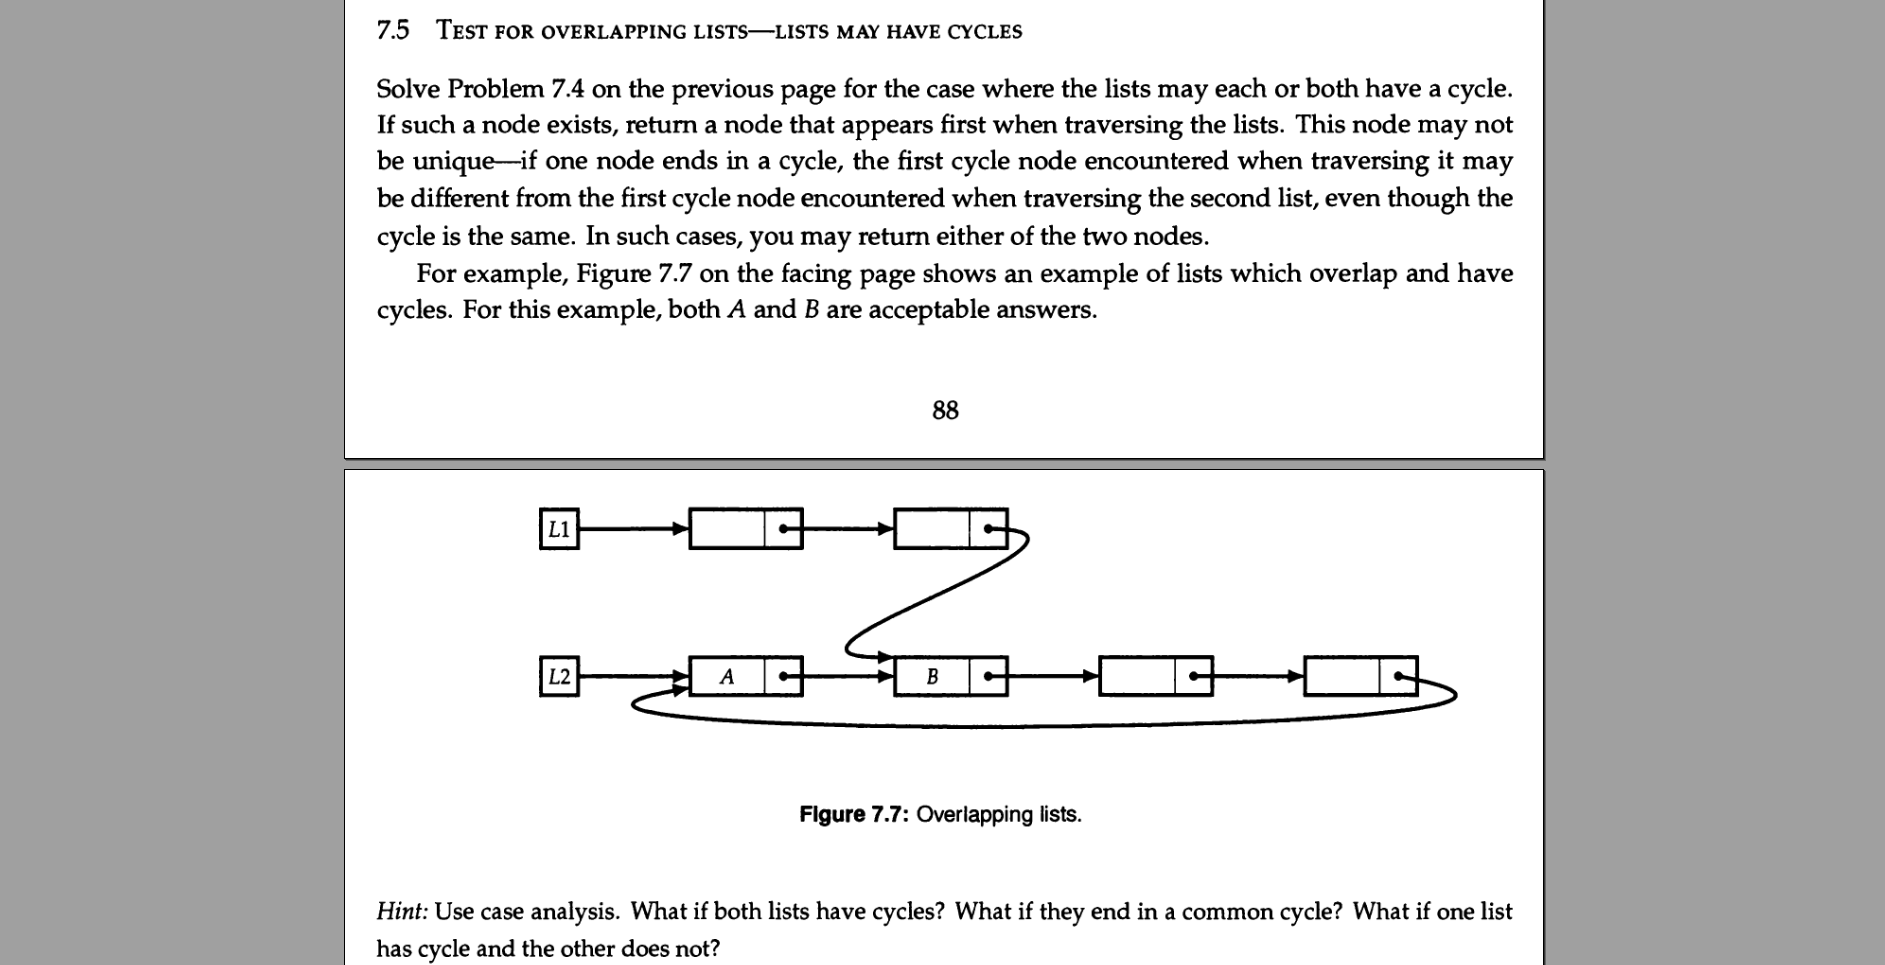 7.5 TEST FOR OVERLAPPING LISTS—LISTS MAY HAVE CYCLES
Solve Problem 7.4 on the previous page for the case where the lists may each or both have a cycle.
If such a node exists, return a node that appears first when traversing the lists. This node may not
be unique—if one node ends in a cycle, the first cycle node encountered when traversing it may
be different from the first cycle node encountered when traversing the second list, even though the
cycle is the same. In such cases, you may return either of the two nodes.
For example, Figure 7.7 on the facing page shows an example of lists which overlap and have
cycles. For this example, both A and B are acceptable answers.
88
L1
L2 A B
Figure 7.7: Overlapping lists.
Hint: Use case analysis. What if both lists have cycles? What if they end in a common cycle? What if one list
has cycle and the other does not?